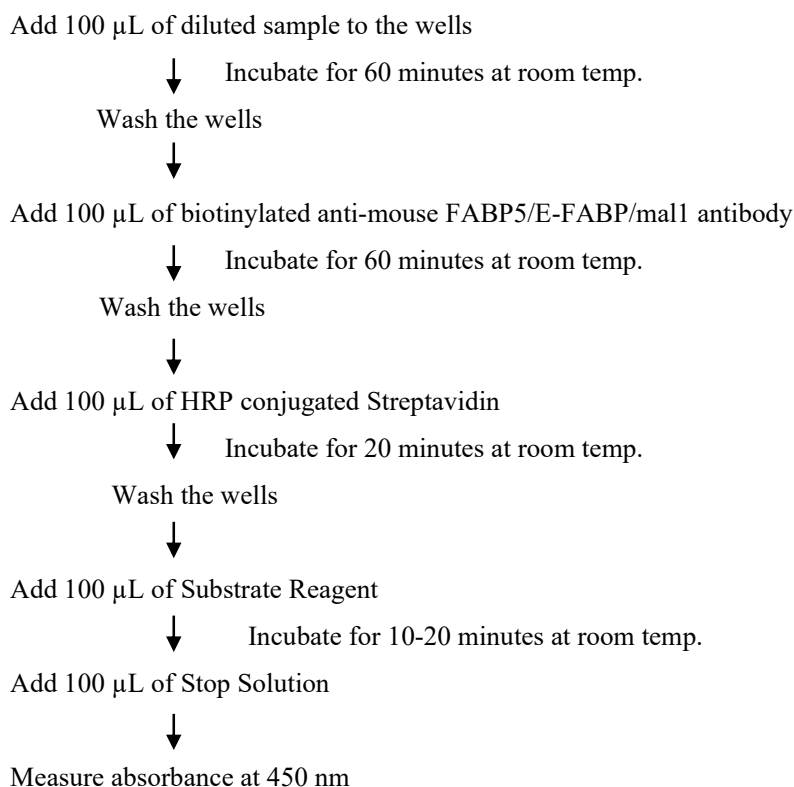 Add 100 µL of diluted sample to the wells
Incubate for 60 minutes at room temp.
Wash the wells
Add 100 µL of biotinylated anti-mouse FABP5/E-FABP/mal1 antibody
Incubate for 60 minutes at room temp.
Wash the wells
Add 100 µL of HRP conjugated Streptavidin
Incubate for 20 minutes at room temp.
Wash the wells
Add 100 µL of Substrate Reagent
Incubate for 10-20 minutes at room temp.
Add 100 µL of Stop Solution
Measure absorbance at 450 nm